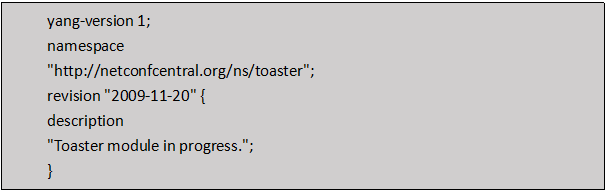 yang-version 1;
namespace
"http://netconfcentral.org/ns/toaster";
revision "2009-11-20" {
description
"Toaster module in progress.";
}